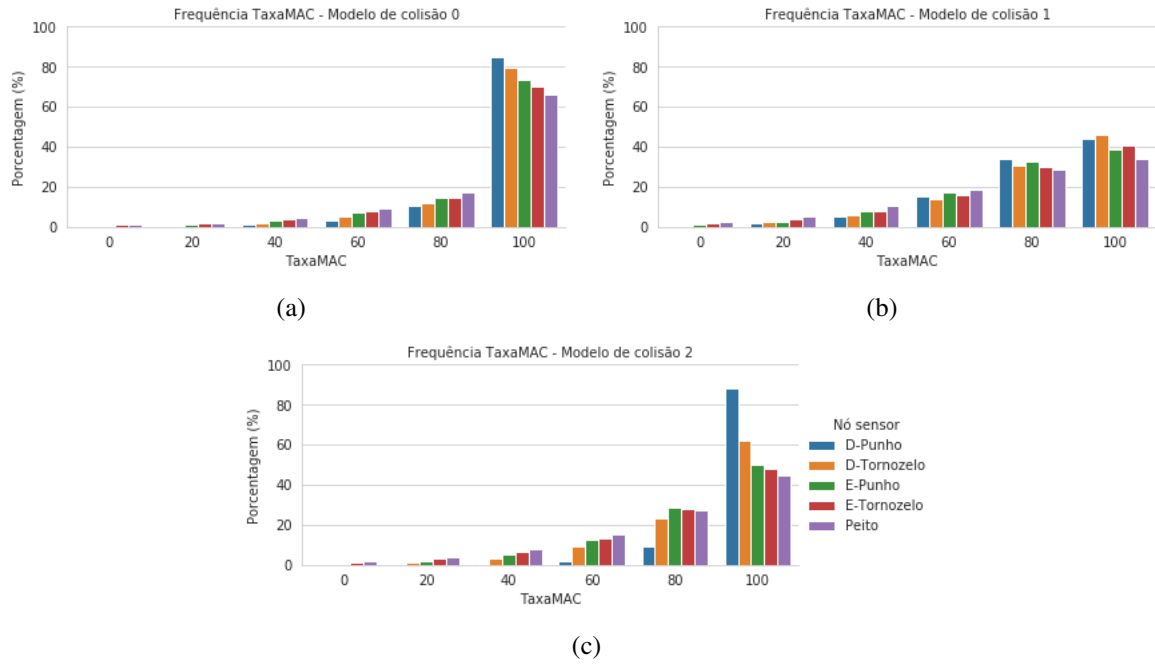 Frequência TaxaMAC - Modelo de colisão 0
100
80
60
40
20
0
Porcentagem (%)
0 20 40 60 80 100
TaxaMAC
(a)
Frequência TaxaMAC - Modelo de colisão 1
100
80
60
40
20
0
Porcentagem (%)
0 20 40 60 80 100
TaxaMAC
(b)
Frequência TaxaMAC - Modelo de colisão 2
100
80
60
40
20
0
Porcentagem (%)
0 20 40 60 80 100
TaxaMAC
Nó sensor
D-Punho
D-Tornozelo
E-Punho
E-Tornozelo
Peito
(c)